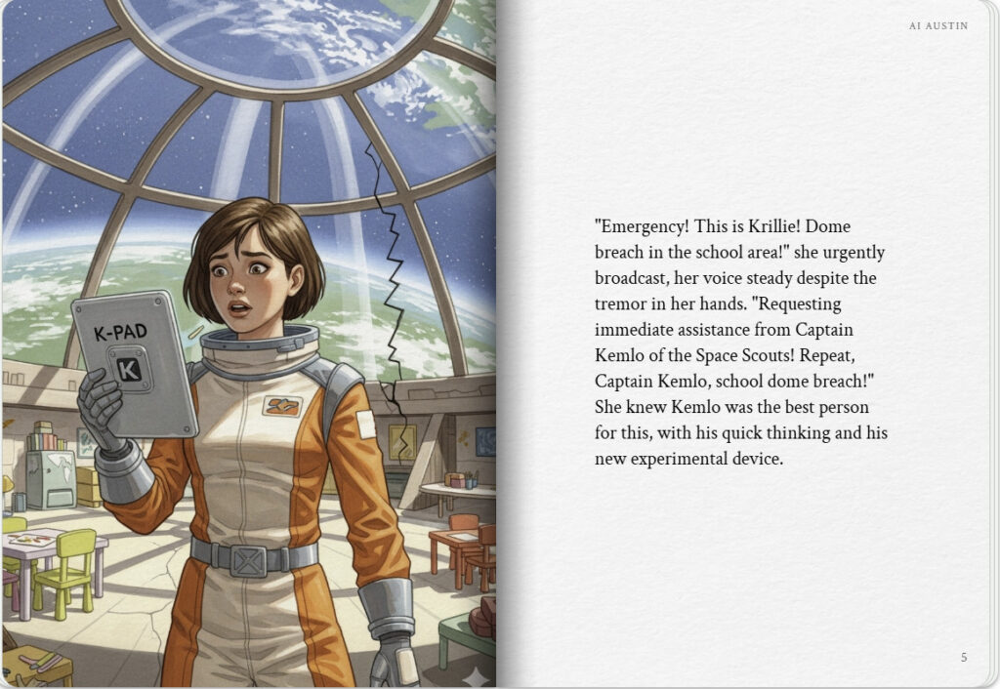 K-PAD
K
AI AUSTIN
"Emergency! This is Krillie! Dome
breach in the school area!" she urgently
broadcast, her voice steady despite the
tremor in her hands. "Requesting
immediate assistance from Captain
Kemlo of the Space Scouts! Repeat,
Captain Kemlo, school dome breach!"
She knew Kemlo was the best person
for this, with his quick thinking and his
new experimental device.
5